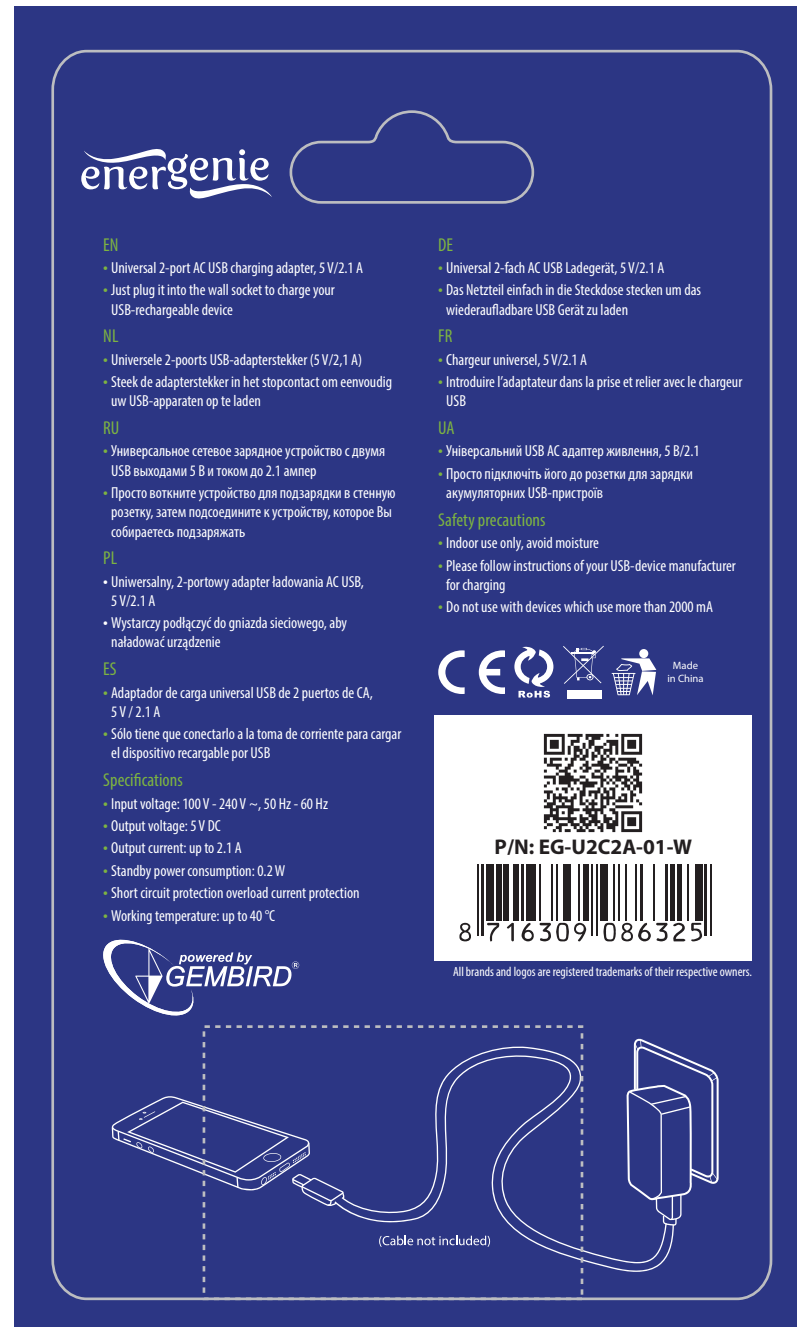 energenie
EN
• Universal 2-port AC USB charging adapter, 5 V/2.1 A
• Just plug it into the wall socket to charge your
USB-rechargeable device
NL
• Universele 2-poorts USB-adapterstekker (5 V/2,1 A)
• Steek de adapterstekker in het stopcontact om eenvoudig
uw USB-apparaten op te laden
RU
• Универсальное сетевое зарядное устройство с двумя
USB выходами 5 В и током до 2.1 ампер
• Просто воткните устройство для подзарядки в стенную
розетку, затем подсоедините к устройству, которое Вы
собираетесь подзаряжать
PL
• Uniwersalny, 2-portowy adapter ładowania AC USB,
5 V/2.1 A
• Wystarczy podłączyć do gniazda sieciowego, aby
naładować urządzenie
ES
• Adaptador de carga universal USB de 2 puertos de CA,
5 V / 2.1 A
• Sólo tiene que conectarlo a la toma de corriente para cargar
el dispositivo recargable por USB
Specifications
• Input voltage: 100 V - 240 V ~, 50 Hz - 60 Hz
• Output voltage: 5 V DC
• Output current: up to 2.1 A
• Standby power consumption: 0.2 W
• Short circuit protection overload current protection
• Working temperature: up to 40 °C
powered by
GEMBIRD®
DE
• Universal 2-fach AC USB Ladegerät, 5 V/2.1 A
• Das Netzteil einfach in die Steckdose stecken um das
wiederaufladbare USB Gerät zu laden
FR
• Chargeur universel, 5 V/2.1 A
• Introduire l’adaptateur dans la prise et relier avec le chargeur
USB
UA
• Універсальний USB AC адаптер живлення, 5 В/2.1
• Просто підключіть його до розетки для зарядки
акумуляторних USB-пристроїв
Safety precautions
• Indoor use only, avoid moisture
• Please follow instructions of your USB-device manufacturer
for charging
• Do not use with devices which use more than 2000 mA
CE
RoHS
Made
in China
P/N: EG-U2C2A-01-W
8 716309 086325
All brands and logos are registered trademarks of their respective owners.
(Cable not included)